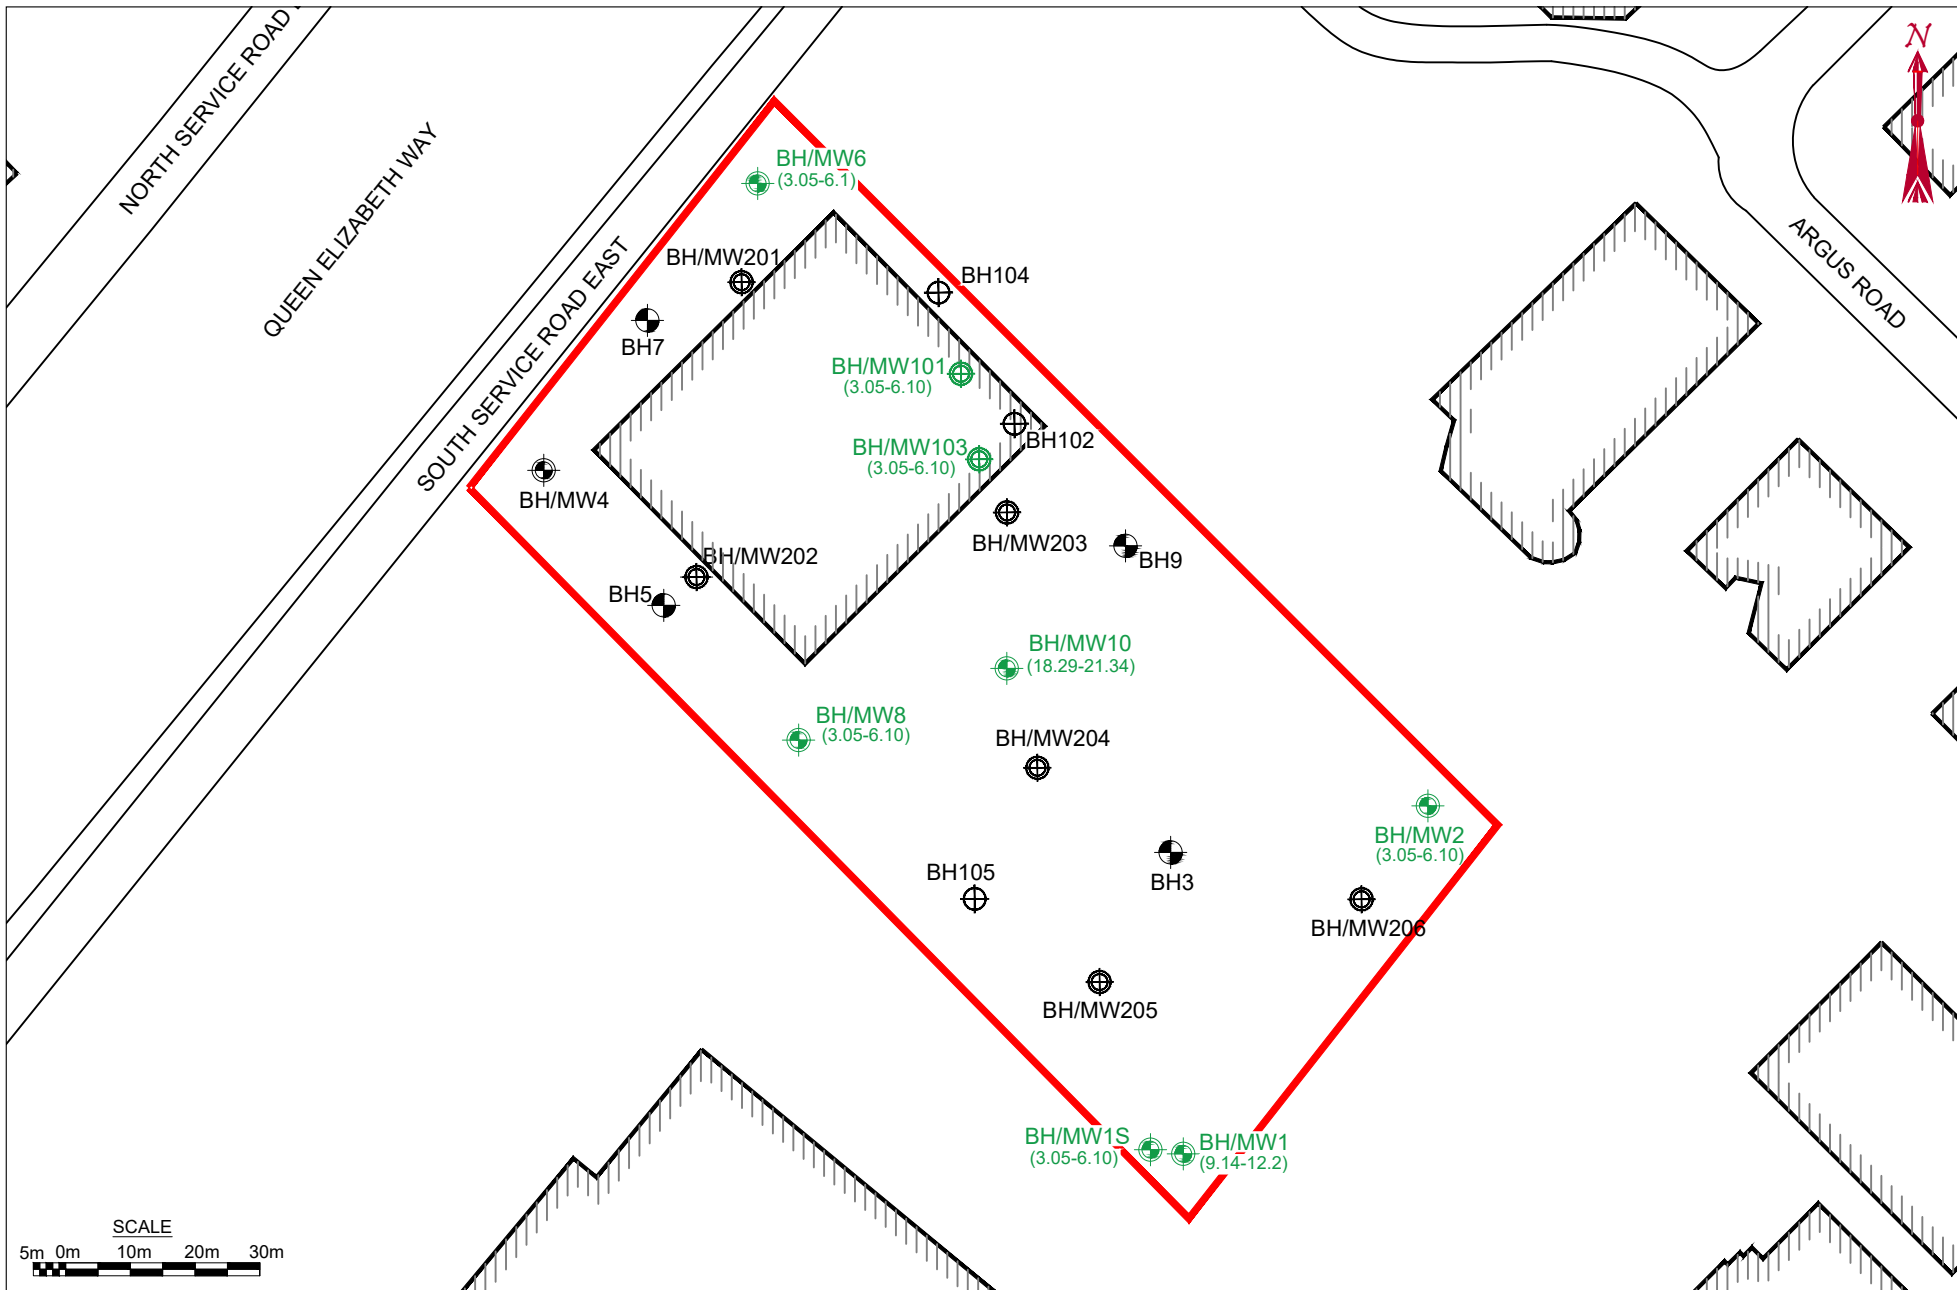 NORTH SERVICE ROAD
QUEEN ELIZABETH WAY
SOUTH SERVICE ROAD EAST
ARGUS ROAD
N
BH/MW6
(3.05-6.1)
BH/MW201
BH104
BH7
BH/MW101
(3.05-6.10)
BH102
BH/MW103
(3.05-6.10)
BH/MW4
BH/MW203
BH9
BH/MW202
BH5
BH/MW10
(18.29-21.34)
BH/MW8
(3.05-6.10)
BH/MW204
BH/MW2
(3.05-6.10)
BH105
BH3
BH/MW206
BH/MW205
BH/MW1S
(3.05-6.10)
BH/MW1
(9.14-12.2)
SCALE
5m 0m 10m 20m 30m